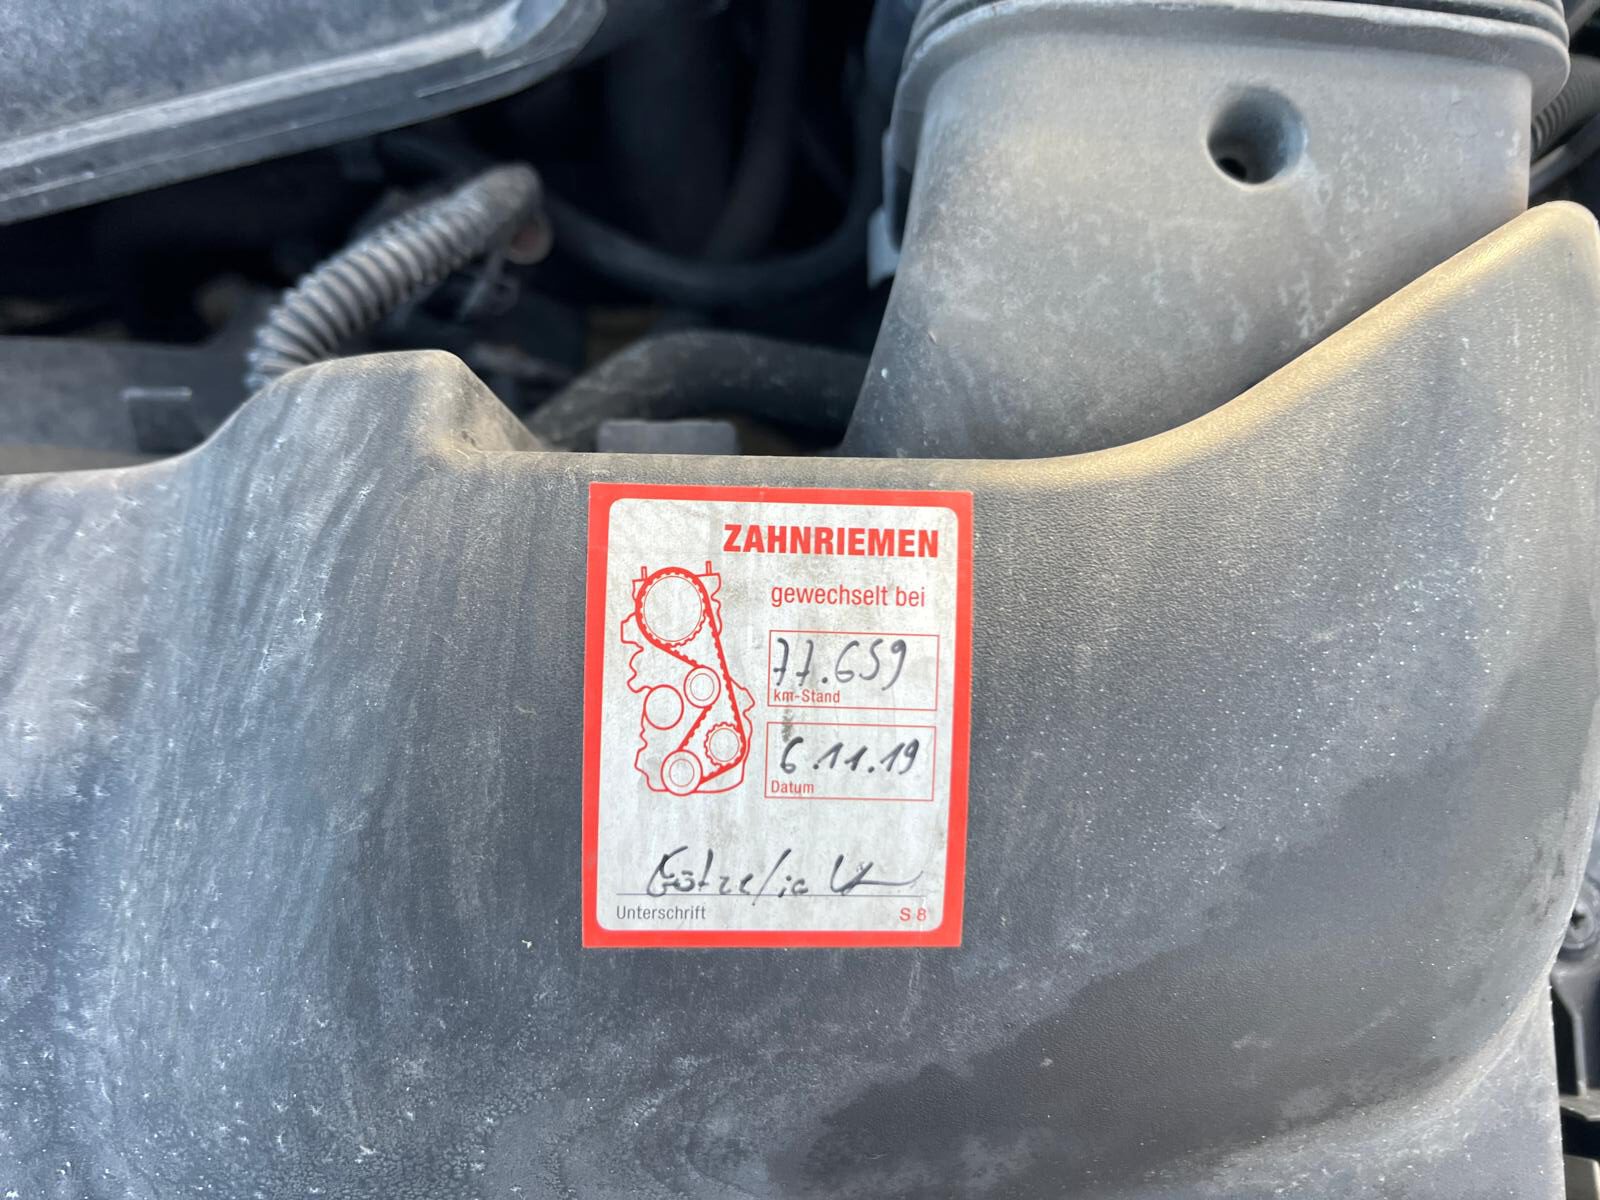 ZAHNRIEMEN
gewechselt bei
77.659
km-Stand
6.11.19
Datum
Unterschrift S 8